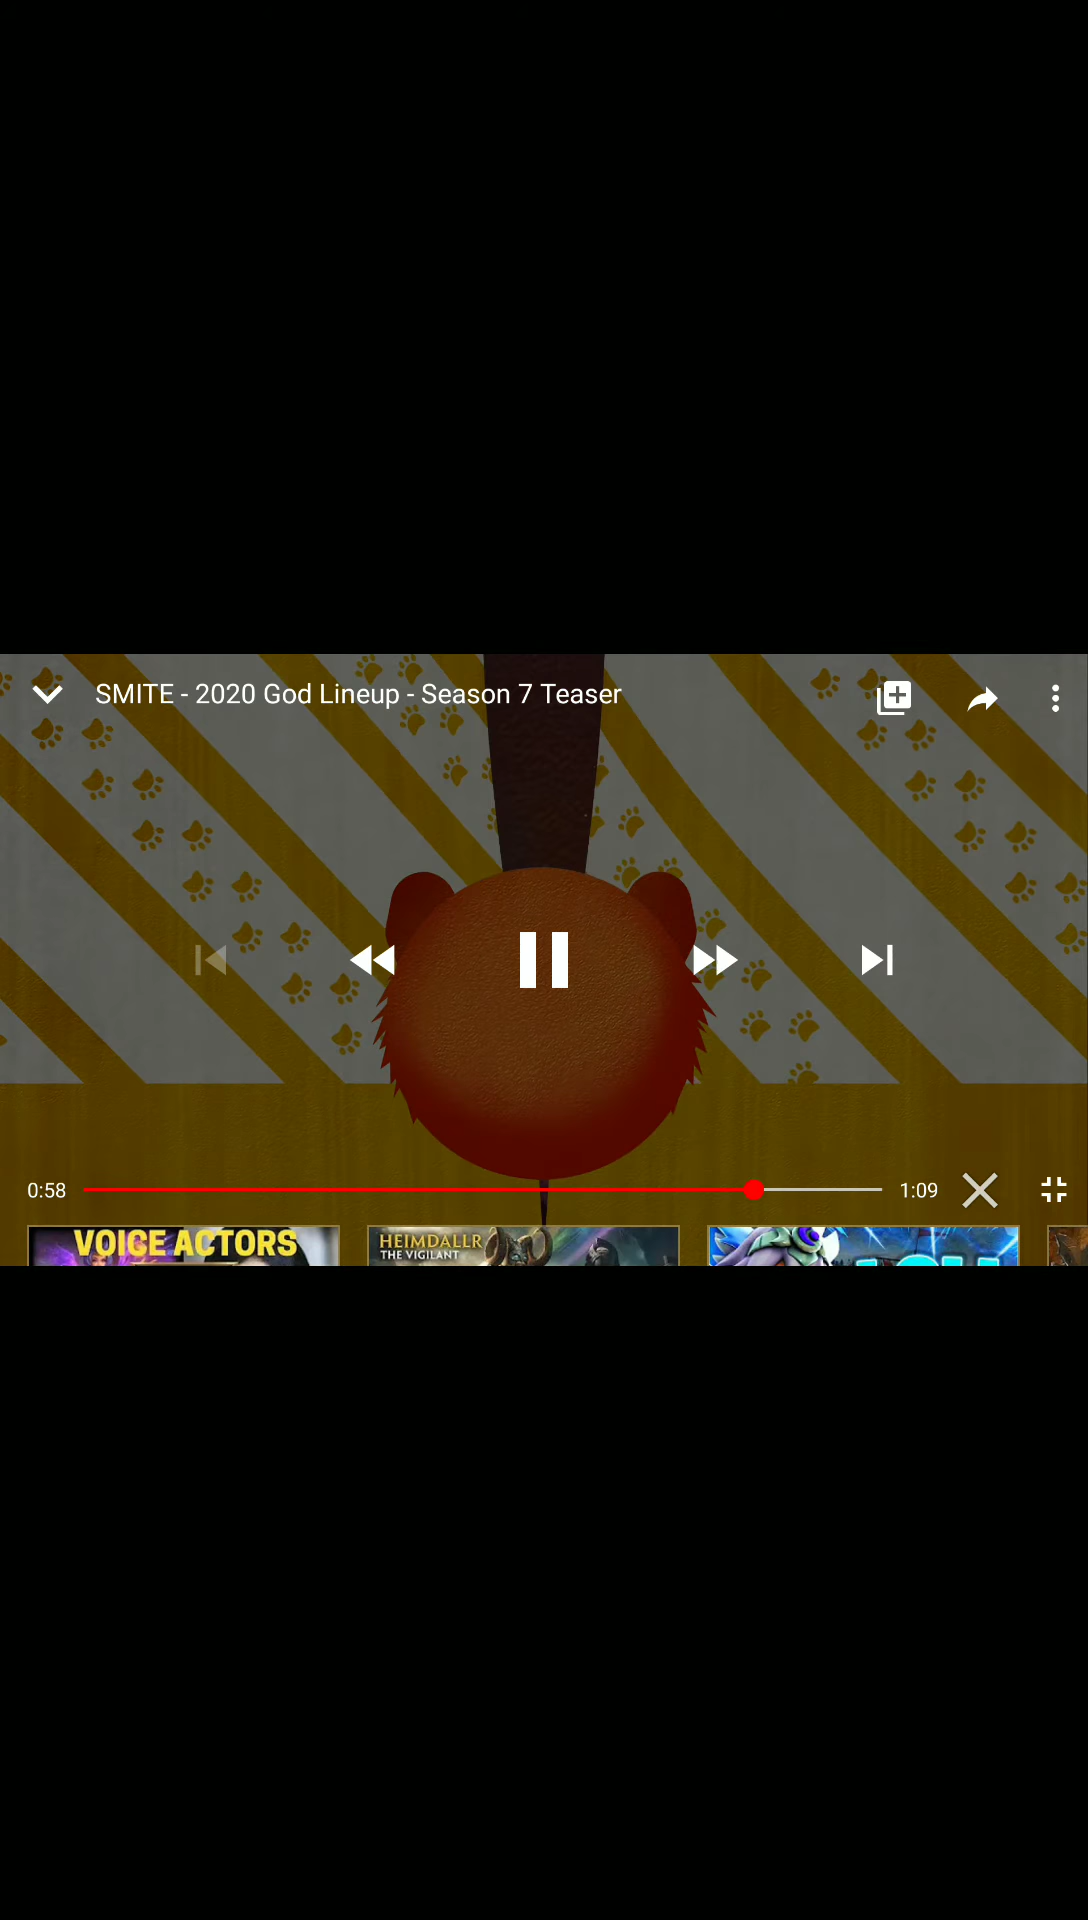 SMITE - 2020 God Lineup - Season 7 Teaser
0:58
1:09
VOICE ACTORS
HEIMDALLR
THE VIGILANT